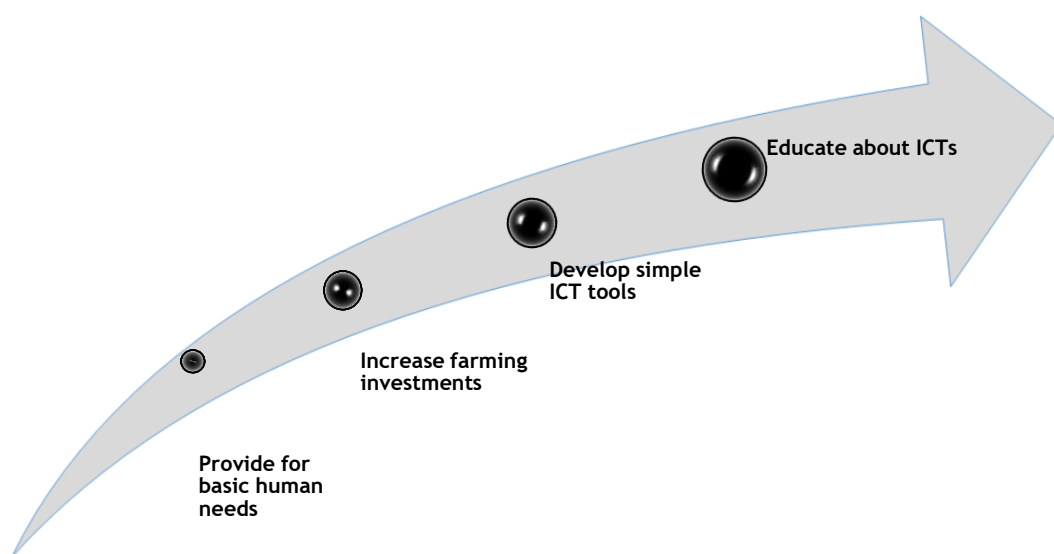 Educate about ICTs
Develop simple
ICT tools
Increase farming
investments
Provide for
basic human
needs